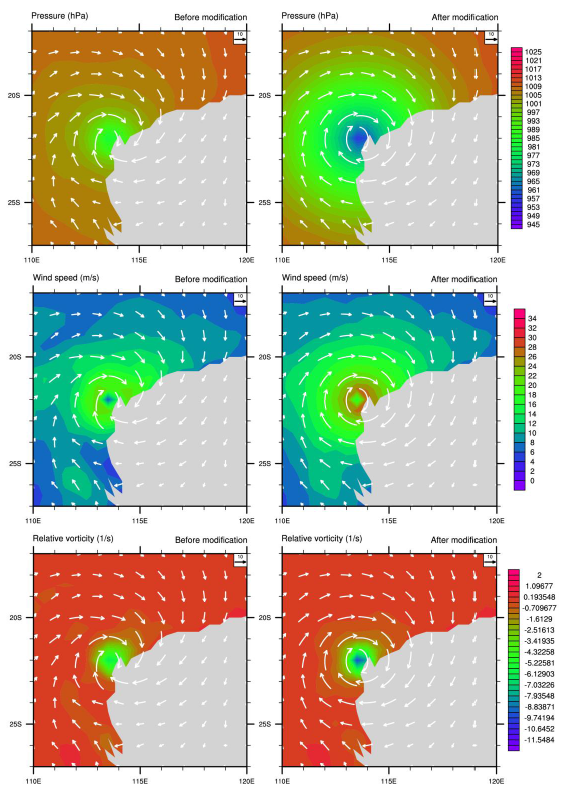 Pressure (hPa) Before modification
Pressure (hPa) After modification
10
10
20S
25S
110E 115E 120E
20S
25S
110E 115E 120E
1025
1021
1017
1013
1009
1005
1001
997
993
989
985
981
977
973
969
965
961
957
953
949
945
Wind speed (m/s) Before modification
Wind speed (m/s) After modification
10
10
20S
25S
110E 115E 120E
20S
25S
110E 115E 120E
34
32
30
28
26
24
22
20
18
16
14
12
10
8
6
4
2
0
Relative vorticity (1/s) Before modification
Relative vorticity (1/s) After modification
10
10
20S
25S
110E 115E 120E
20S
25S
110E 115E 120E
2
1.09677
0.193548
-0.709677
-1.6129
-2.51613
-3.41935
-4.32258
-5.22581
-6.12903
-7.03226
-7.93548
-8.83871
-9.74194
-10.6452
-11.5484